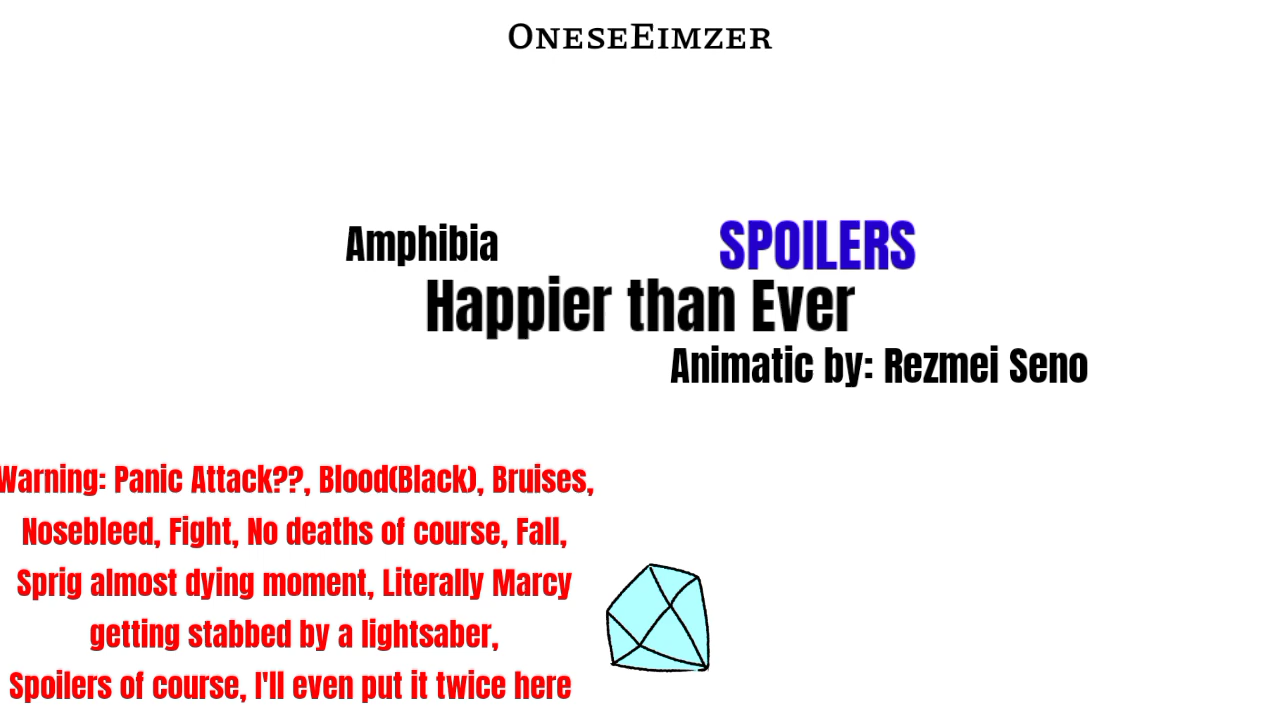 OneseEimzer
Amphibia
SPOILERS
Happier than Ever
Animatic by: Rezmei Seno
Warning: Panic Attack??, Blood(Black), Bruises,
Nosebleed, Fight, No deaths of course, Fall,
Sprig almost dying moment, Literally Marcy
getting stabbed by a lightsaber,
Spoilers of course, I'll even put it twice here